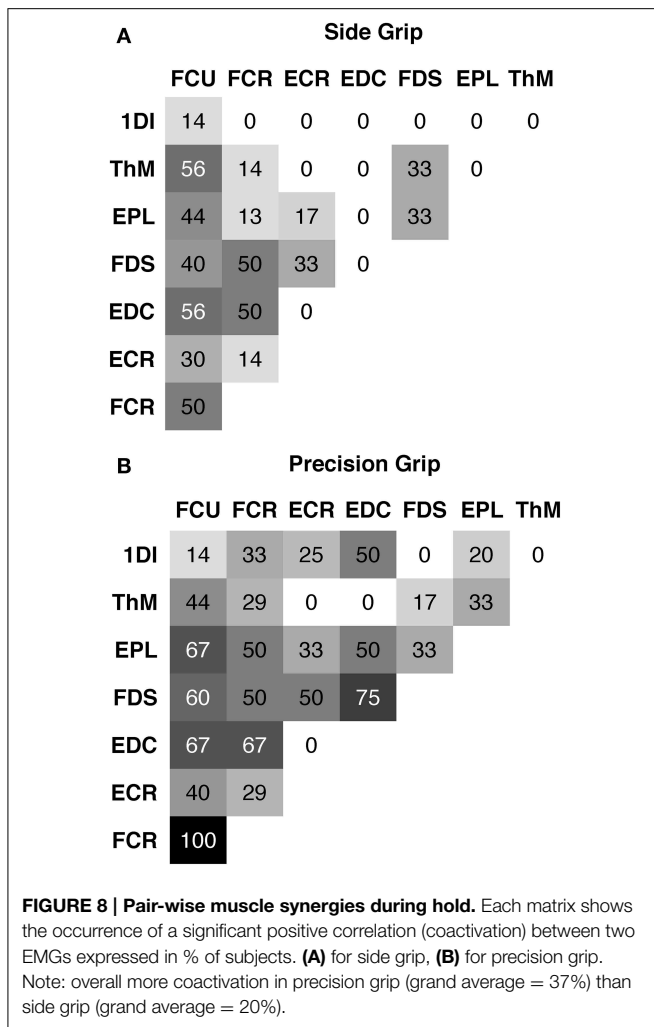 A
Side Grip
FCU FCR ECR EDC FDS EPL ThM
1DI 14 0 0 0 0 0 0
ThM 56 14 0 0 33 0
EPL 44 13 17 0 33
FDS 40 50 33 0
EDC 56 50 0
ECR 30 14
FCR 50
B
Precision Grip
FCU FCR ECR EDC FDS EPL ThM
1DI 14 33 25 50 0 20 0
ThM 44 29 0 0 17 33
EPL 67 50 33 50 33
FDS 60 50 50 75
EDC 67 67 0
ECR 40 29
FCR 100
FIGURE 8 | Pair-wise muscle synergies during hold. Each matrix shows
the occurrence of a significant positive correlation (coactivation) between two
EMGs expressed in % of subjects. (A) for side grip, (B) for precision grip.
Note: overall more coactivation in precision grip (grand average = 37%) than
side grip (grand average = 20%).